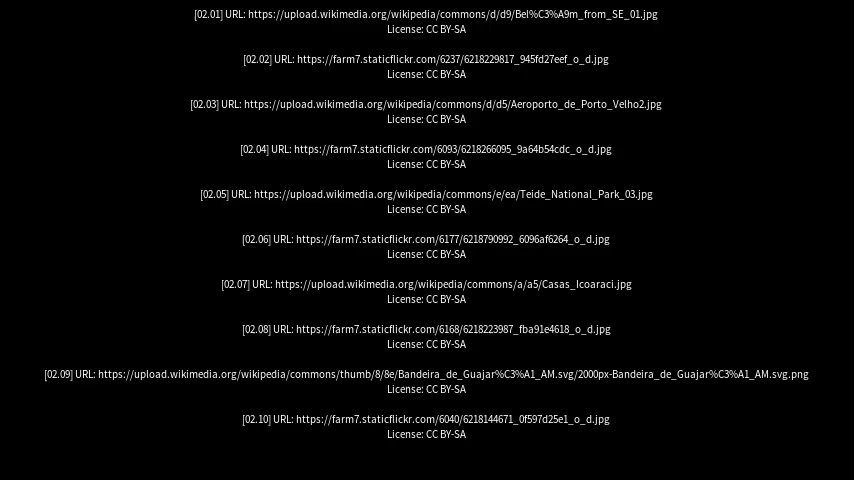 [02.01] URL: https://upload.wikimedia.org/wikipedia/commons/d/d9/Bel%C3%A9m_from_SE_01.jpg
License: CC BY-SA
[02.02] URL: https://farm7.staticflickr.com/6237/6218229817_945fd27eef_o_d.jpg
License: CC BY-SA
[02.03] URL: https://upload.wikimedia.org/wikipedia/commons/d/d5/Aeroporto_de_Porto_Velho2.jpg
License: CC BY-SA
[02.04] URL: https://farm7.staticflickr.com/6093/6218266095_9a64b54cdc_o_d.jpg
License: CC BY-SA
[02.05] URL: https://upload.wikimedia.org/wikipedia/commons/e/ea/Teide_National_Park_03.jpg
License: CC BY-SA
[02.06] URL: https://farm7.staticflickr.com/6177/6218790992_6096af6264_o_d.jpg
License: CC BY-SA
[02.07] URL: https://upload.wikimedia.org/wikipedia/commons/a/a5/Casas_Icoaraci.jpg
License: CC BY-SA
[02.08] URL: https://farm7.staticflickr.com/6168/6218223987_fba91e4618_o_d.jpg
License: CC BY-SA
[02.09] URL: https://upload.wikimedia.org/wikipedia/commons/thumb/8/8e/Bandeira_de_Guajar%C3%A1_AM.svg/2000px-Bandeira_de_Guajar%C3%A1_AM.svg.png
License: CC BY-SA
[02.10] URL: https://farm7.staticflickr.com/6040/6218144671_0f597d25e1_o_d.jpg
License: CC BY-SA